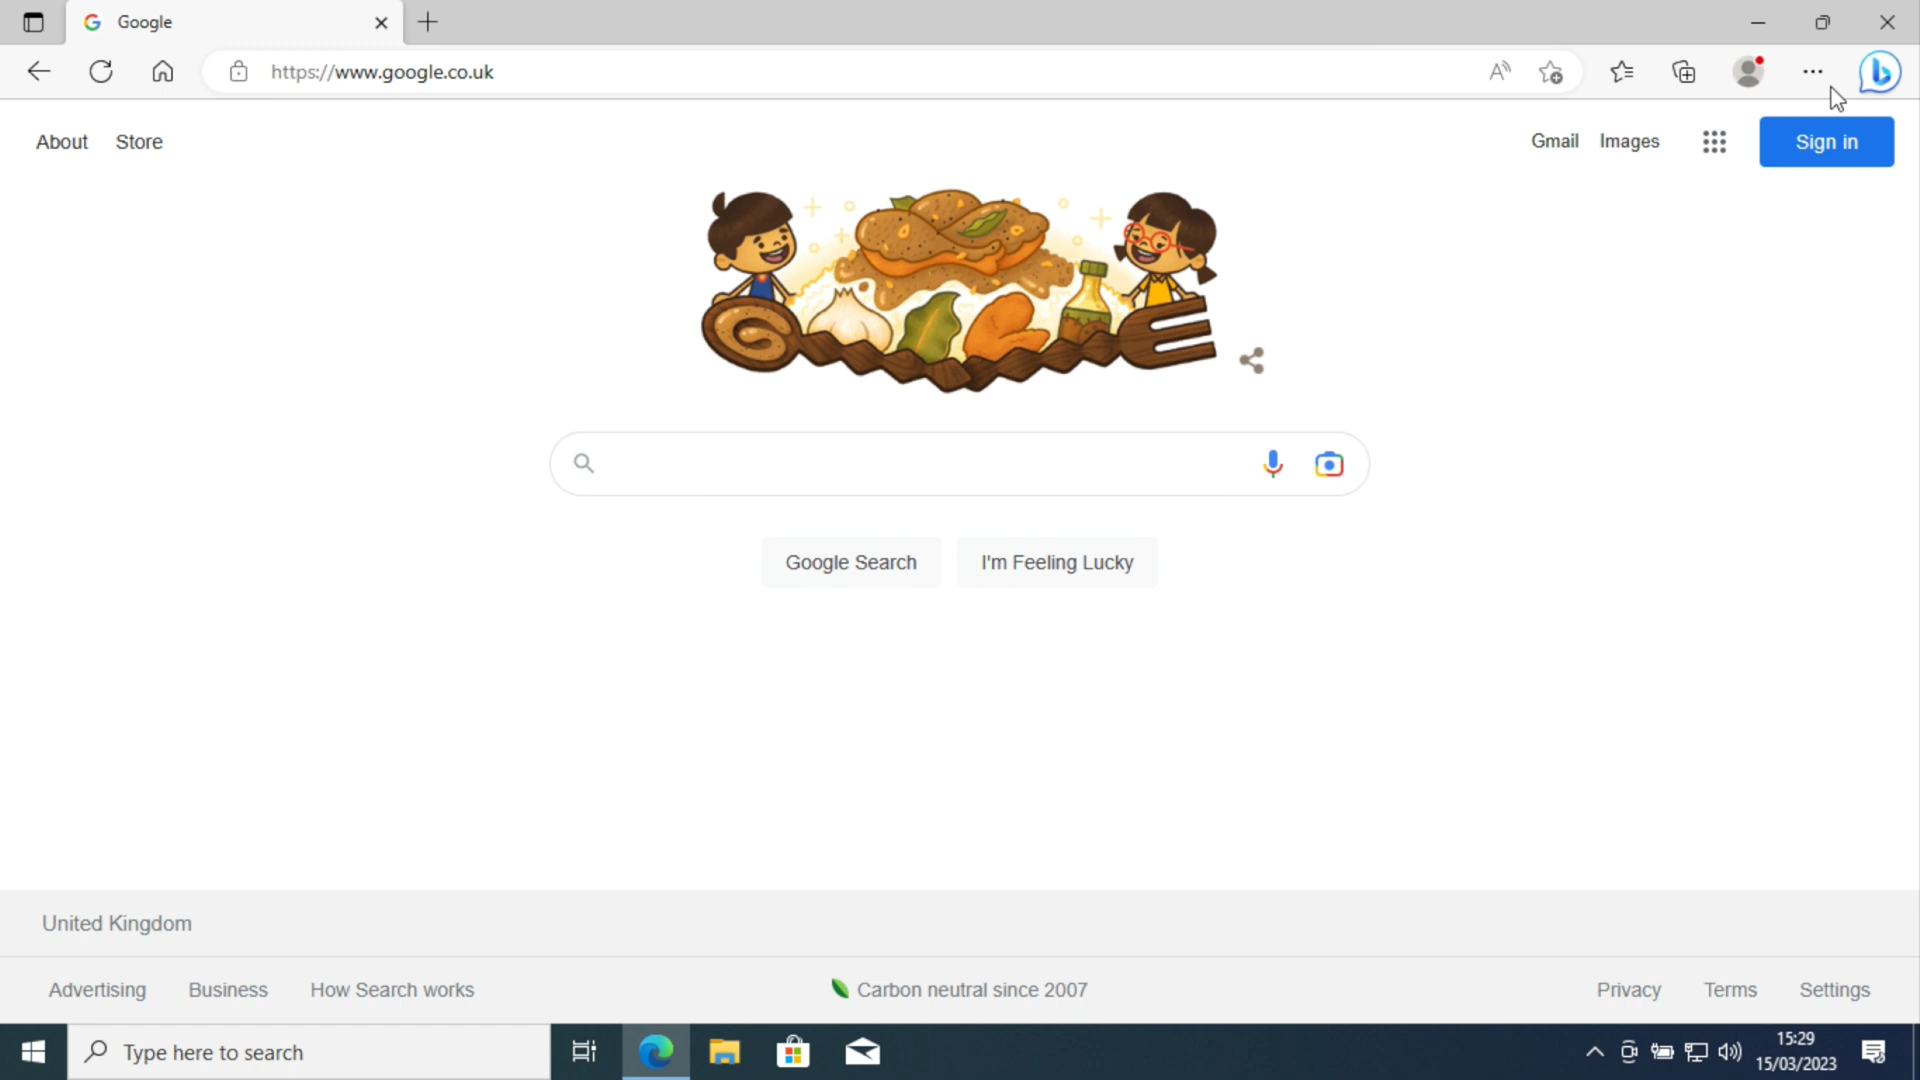 Google
https://www.google.co.uk
About Store
Gmail Images Sign in
Google Search I'm Feeling Lucky
United Kingdom
Advertising Business How Search works Carbon neutral since 2007 Privacy Terms Settings
Type here to search
15:29
15/03/2023